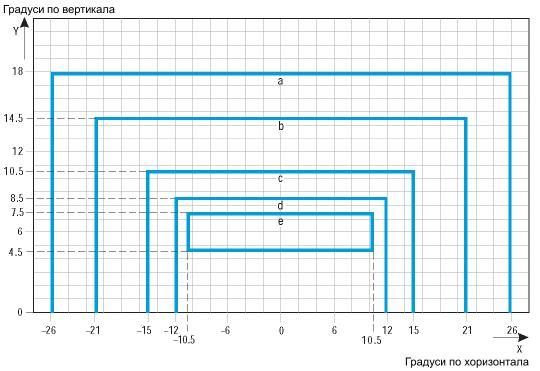 Градуси по вертикала
Y
18
a
14.5
b
12
10.5
c
8.5
d
7.5
e
6
4.5
0
−26 −21 −15 −12 −6 0 6 12 15 21 26
−10.5 10.5
X
Градуси по хоризонтала